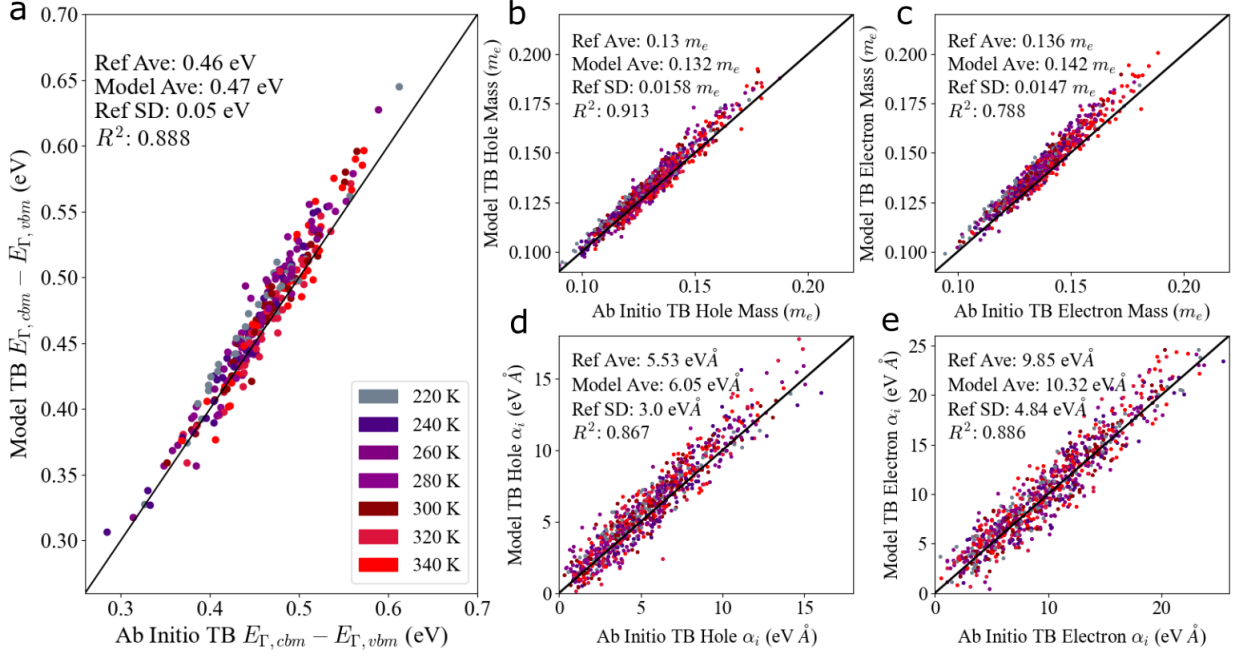 a
0.70
0.65
0.60
0.55
0.50
0.45
0.40
0.35
0.30
Model TB E_{Γ, cbm} − E_{Γ, vbm} (eV)
Ref Ave: 0.46 eV
Model Ave: 0.47 eV
Ref SD: 0.05 eV
R²: 0.888
220 K
240 K
260 K
280 K
300 K
320 K
340 K
0.3 0.4 0.5 0.6 0.7
Ab Initio TB E_{Γ, cbm} − E_{Γ, vbm} (eV)
b
0.200
0.175
0.150
0.125
0.100
Model TB Hole Mass (m_e)
Ref Ave: 0.13 m_e
Model Ave: 0.132 m_e
Ref SD: 0.0158 m_e
R²: 0.913
0.10 0.15 0.20
Ab Initio TB Hole Mass (m_e)
c
0.200
0.175
0.150
0.125
0.100
Model TB Electron Mass (m_e)
Ref Ave: 0.136 m_e
Model Ave: 0.142 m_e
Ref SD: 0.0147 m_e
R²: 0.788
0.10 0.15 0.20
Ab Initio TB Electron Mass (m_e)
d
15
10
5
0
Model TB Hole α_i (eV Å)
Ref Ave: 5.53 eVÅ
Model Ave: 6.05 eVÅ
Ref SD: 3.0 eVÅ
R²: 0.867
0 5 10 15
Ab Initio TB Hole α_i (eV Å)
e
25
20
15
10
5
0
Model TB Electron α_i (eV Å)
Ref Ave: 9.85 eVÅ
Model Ave: 10.32 eVÅ
Ref SD: 4.84 eVÅ
R²: 0.886
0 10 20
Ab Initio TB Electron α_i (eV Å)